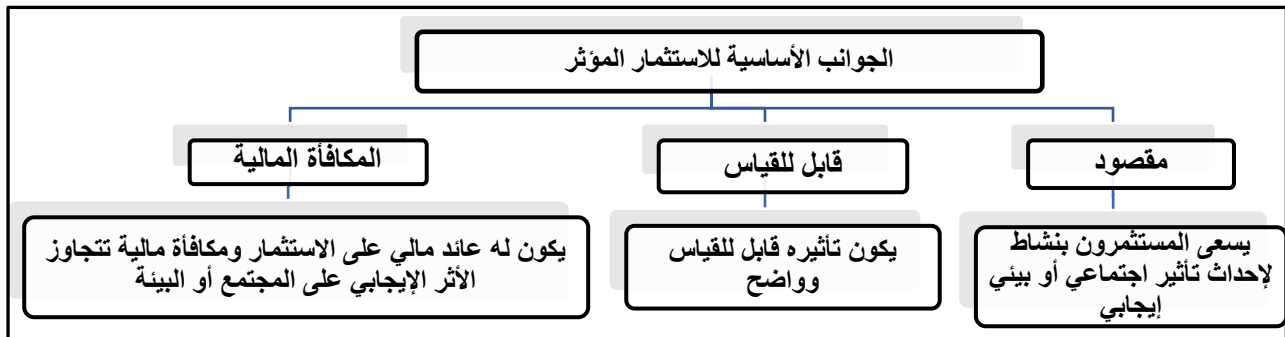 الجوانب الأساسية للاستثمار المؤثر
مقصود
قابل للقياس
المكافأة المالية
يسعى المستثمرون بنشاط
لإحداث تأثير اجتماعي أو بيئي
إيجابي
يكون تأثيره قابل للقياس
وواضح
يكون له عائد مالي على الاستثمار ومكافأة مالية تتجاوز
الأثر الإيجابي على المجتمع أو البيئة